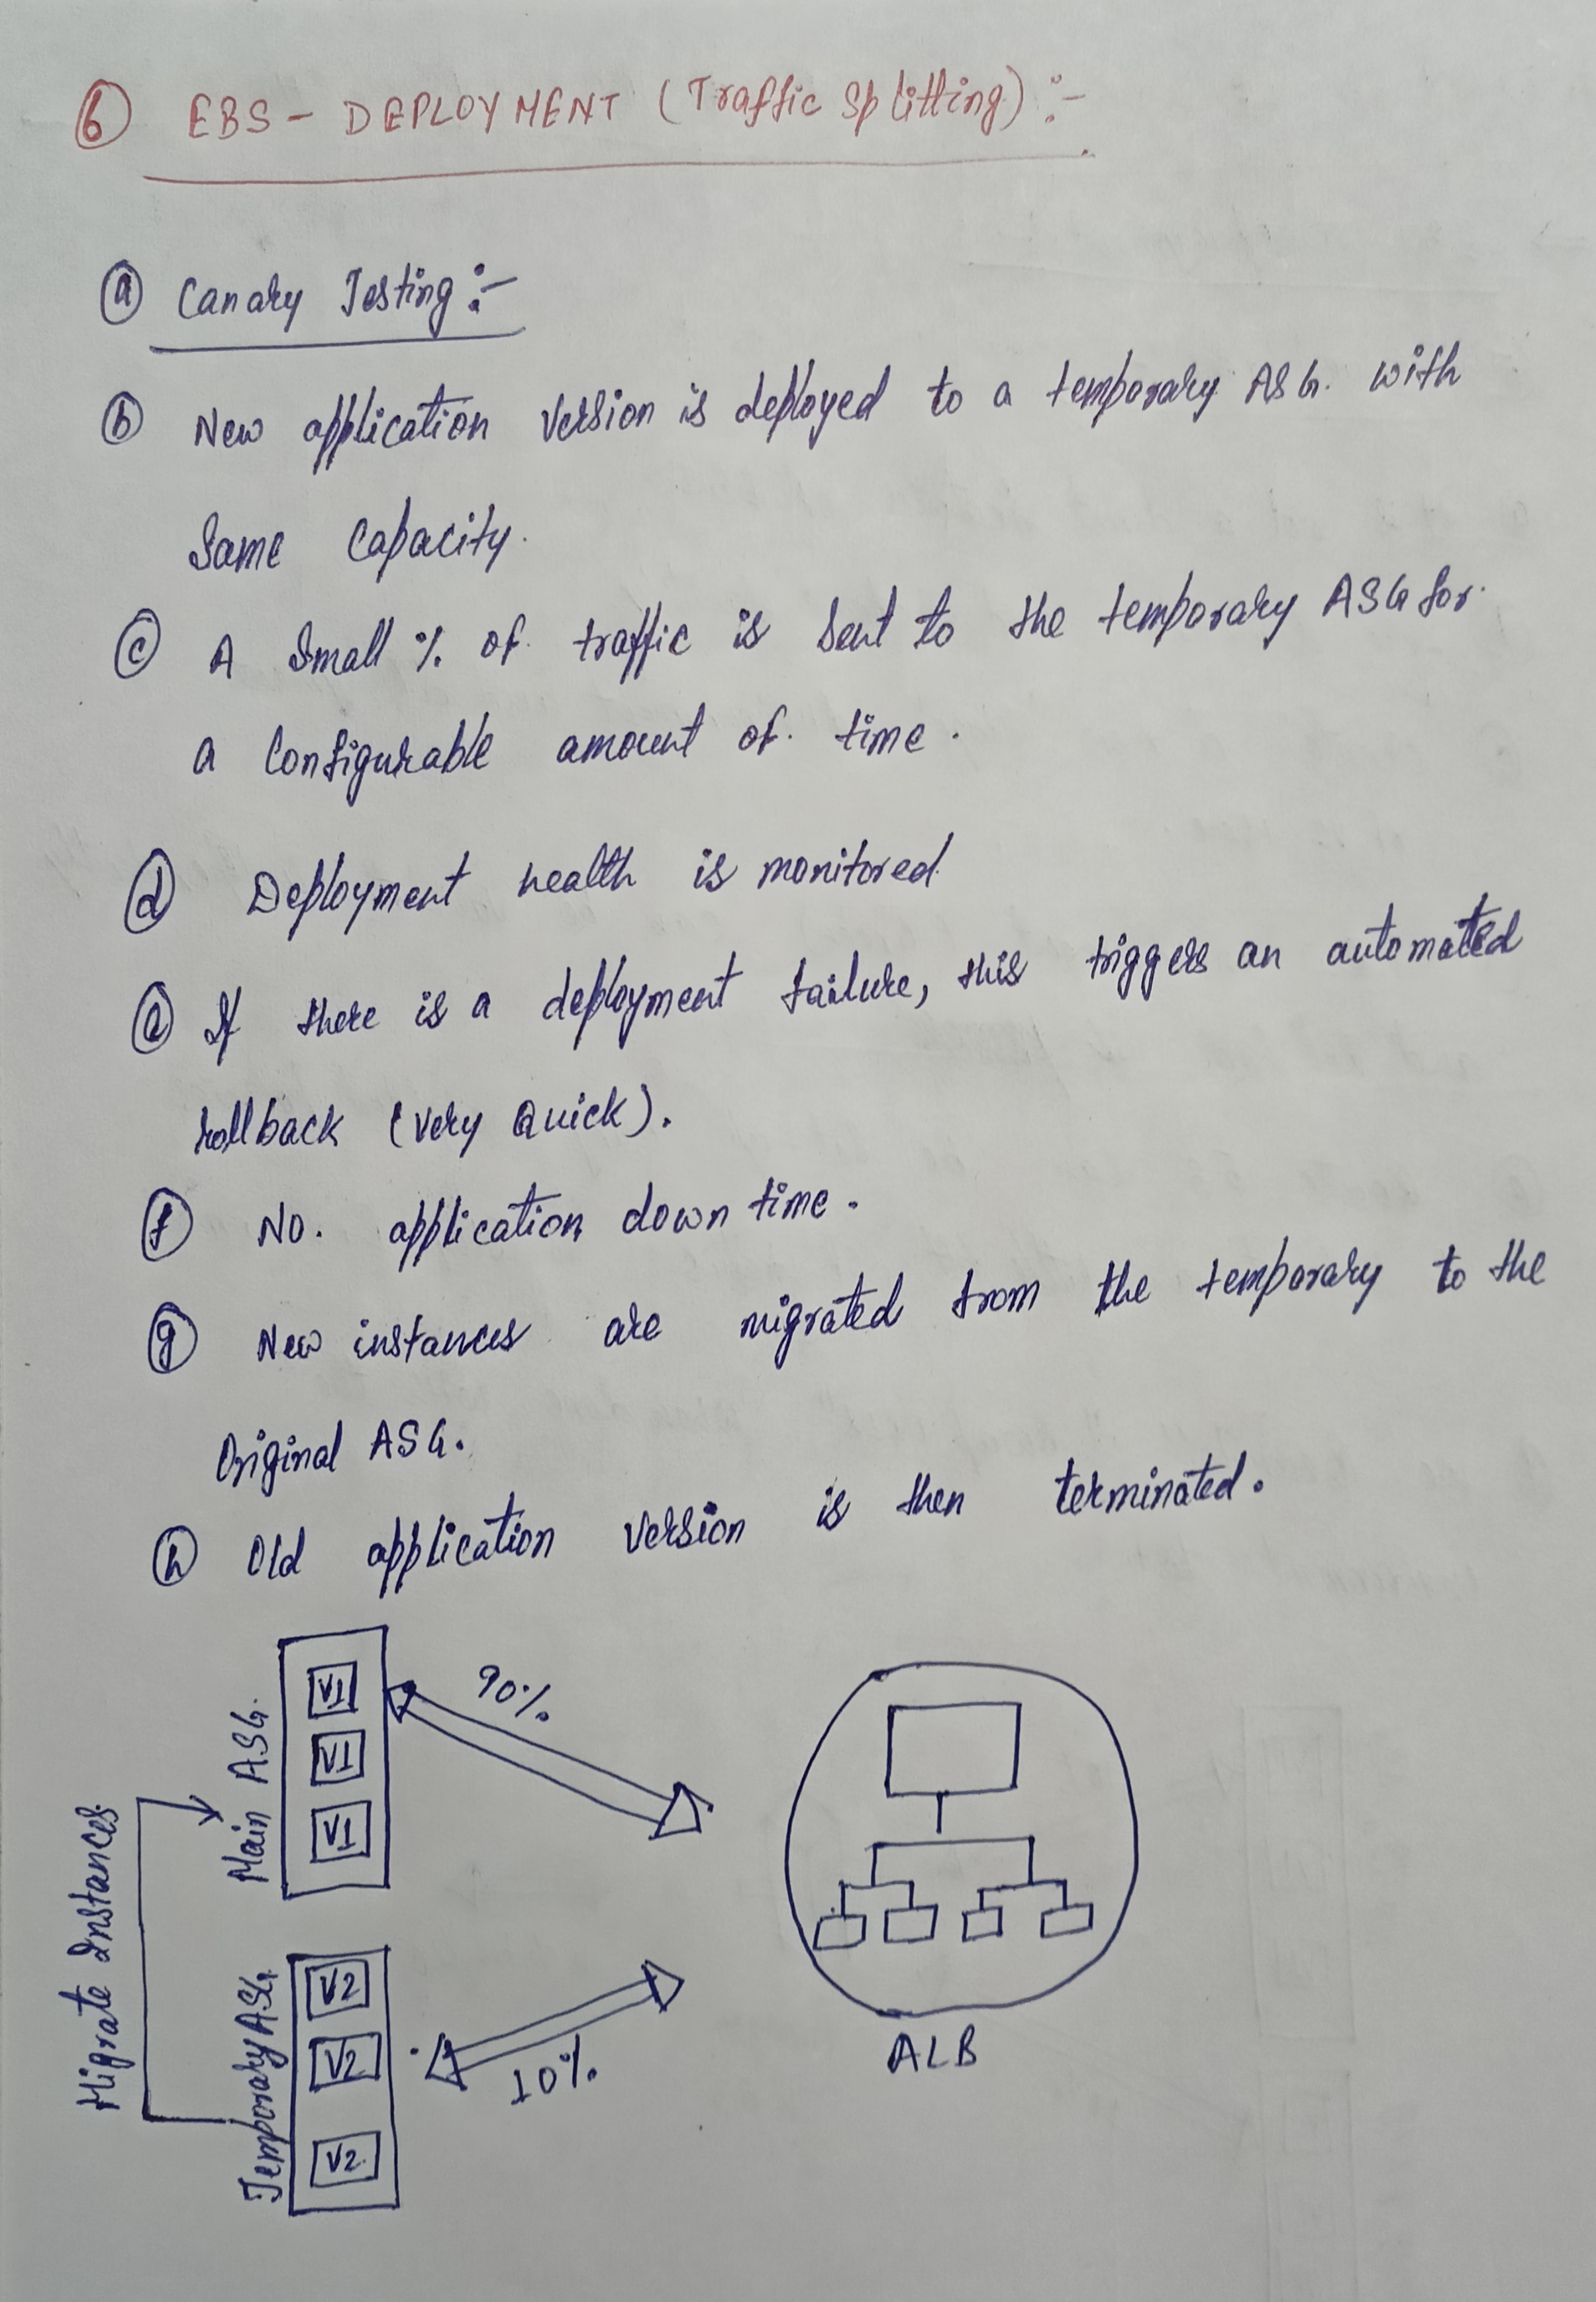 6 EBS - DEPLOYMENT (Traffic Splitting) :-
a Canary Testing :-
b New application version is deployed to a temporary ASG. with
Same Capacity.
c A Small % of traffic is sent to the temporary ASG for
a Configurable amount of time.
d Deployment health is monitored
e If there is a deployment failure, this triggers an automated
rollback (very Quick).
f No. application down time.
g New instances are migrated from the temporary to the
Original ASG.
h Old application version is then terminated.
Migrate Instances
Main ASG.
V1
V1
V1
90%
Temporary ASG.
V2
V2
V2.
10%
ALB